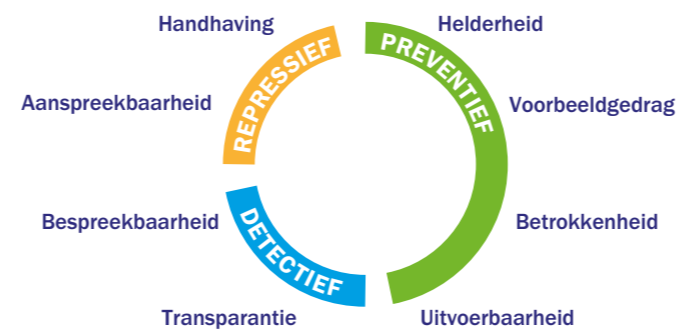 Handhaving
Helderheid
REPRESSIEF
PREVENTIEF
Aanspreekbaarheid
Voorbeeldgedrag
Bespreekbaarheid
Betrokkenheid
DETECTIEF
Transparantie
Uitvoerbaarheid